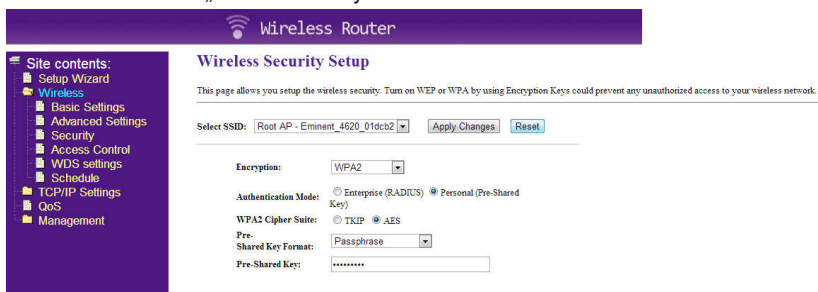 Wireless Router
Site contents:
Setup Wizard
Wireless
Basic Settings
Advanced Settings
Security
Access Control
WDS settings
Schedule
TCP/IP Settings
QoS
Management
Wireless Security Setup
This page allows you setup the wireless security. Turn on WEP or WPA by using Encryption Keys could prevent any unauthorized access to your wireless network.
Select SSID: Root AP - Eminent_4620_01dcb2 Apply Changes Reset
Encryption: WPA2
Authentication Mode: Enterprise (RADIUS) Personal (Pre-Shared
Key)
WPA2 Cipher Suite: TKIP AES
Pre-
Shared Key Format: Passphrase
Pre-Shared Key: •••••••••